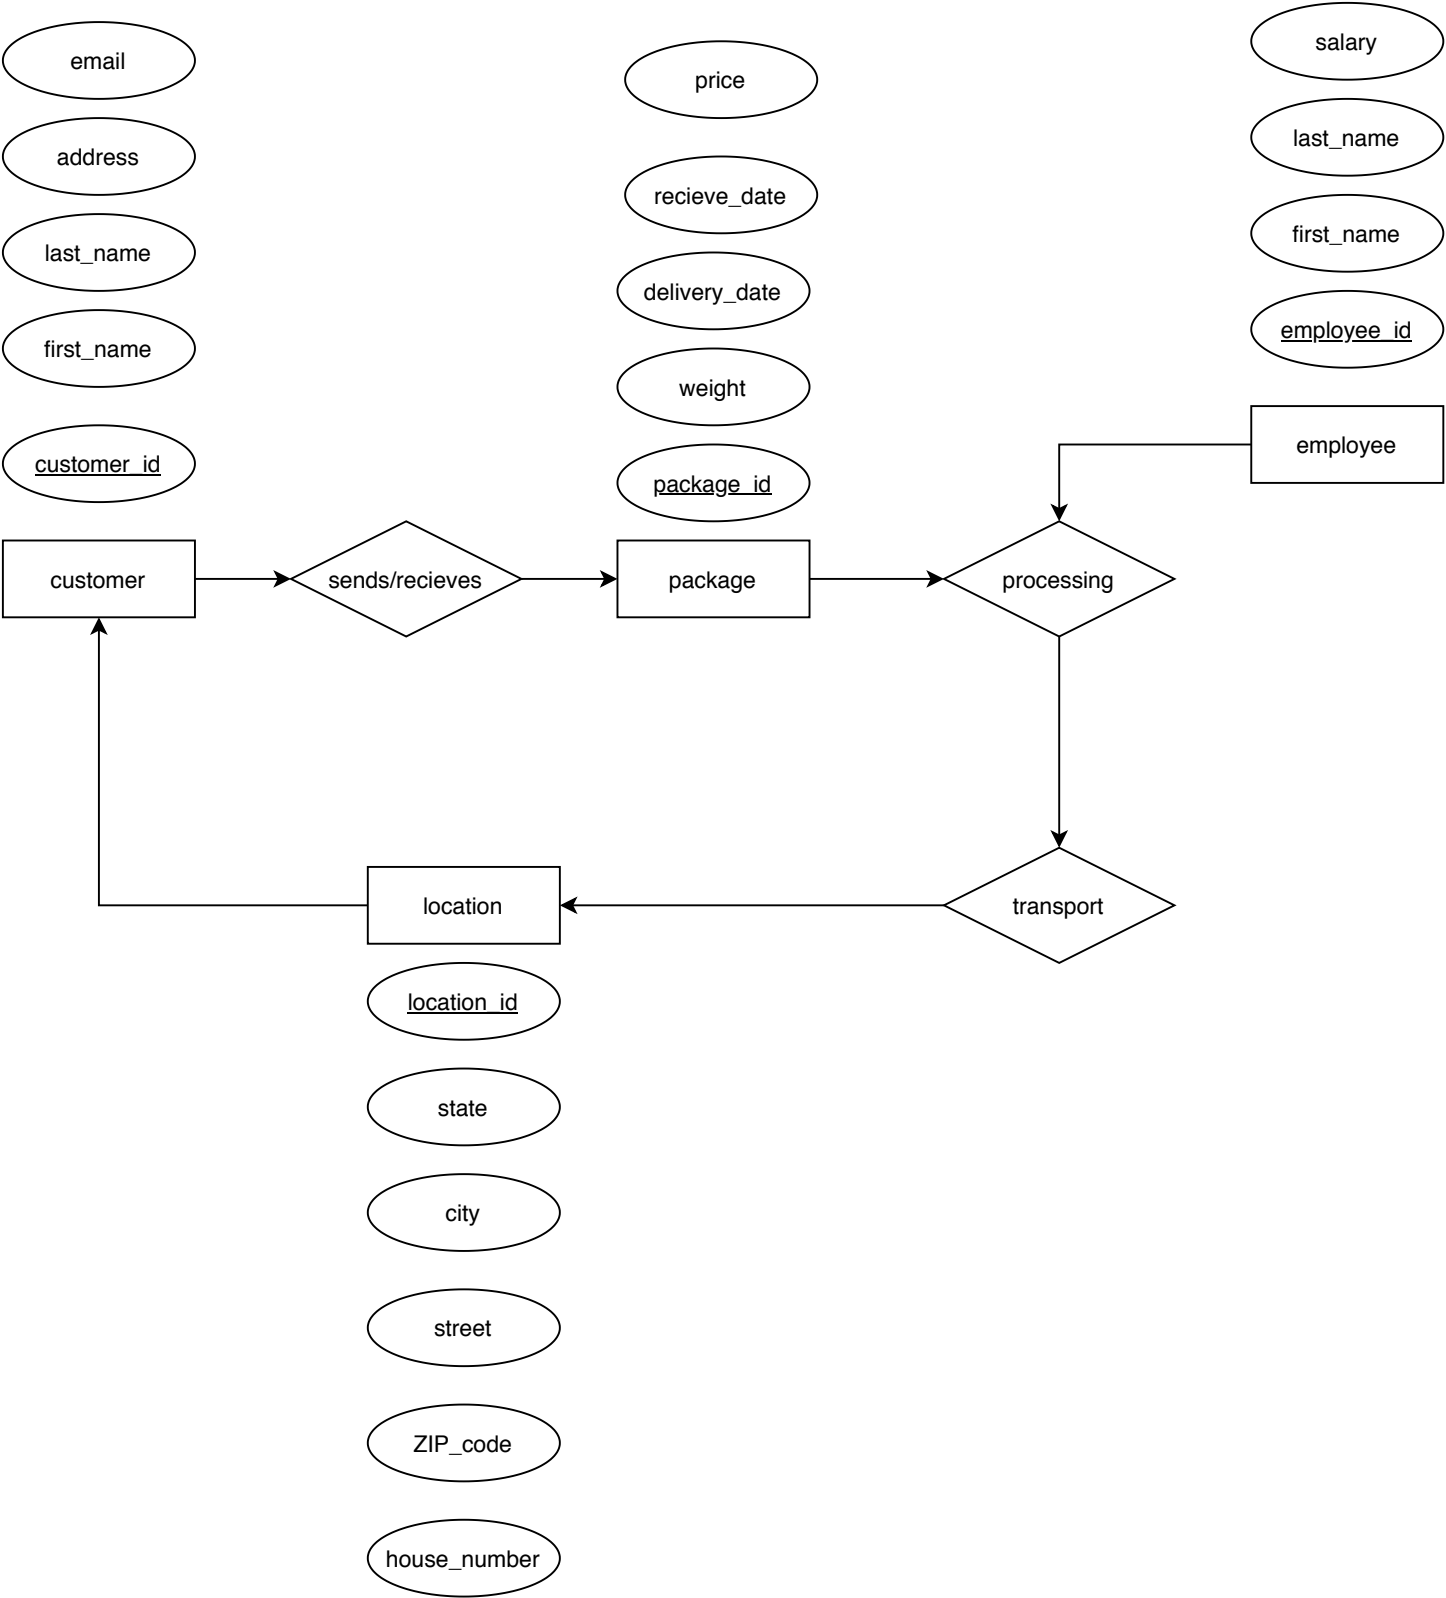 email
address
last_name
first_name
customer_id
customer
sends/recieves
price
recieve_date
delivery_date
weight
package_id
package
processing
salary
last_name
first_name
employee_id
employee
transport
location
location_id
state
city
street
ZIP_code
house_number